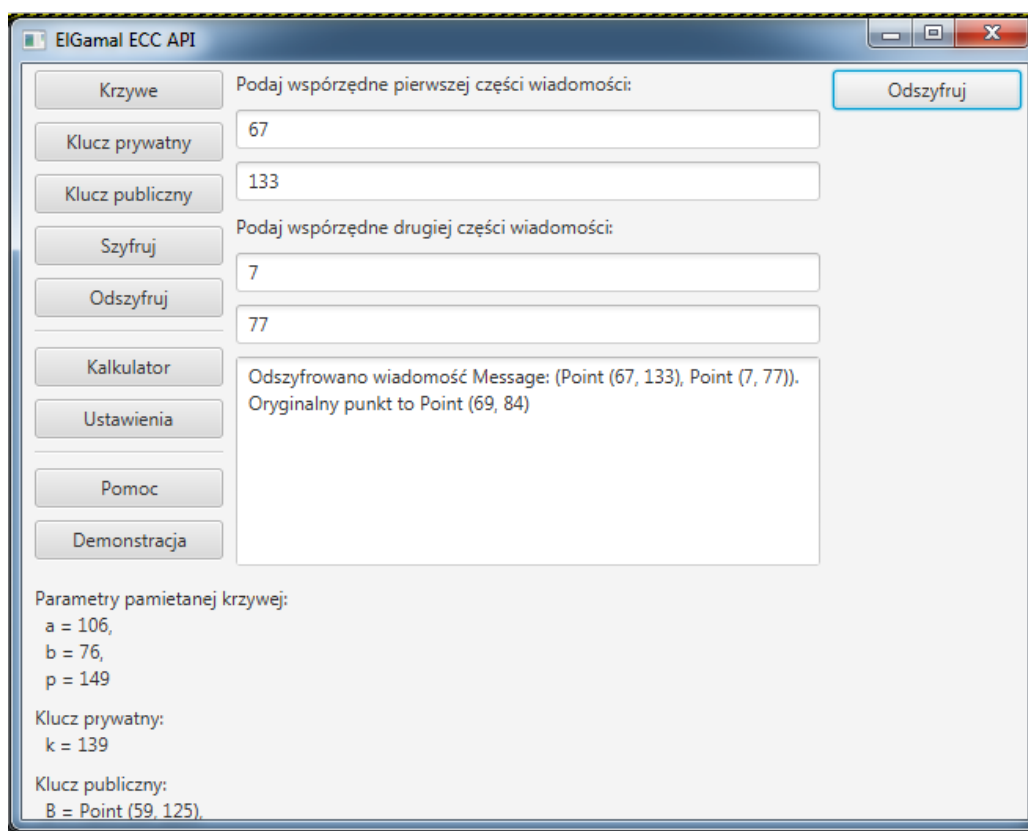 ElGamal ECC API
Krzywe
Klucz prywatny
Klucz publiczny
Szyfruj
Odszyfruj
Kalkulator
Ustawienia
Pomoc
Demonstracja
Podaj wspórzędne pierwszej części wiadomości:
67
133
Podaj wspórzędne drugiej części wiadomości:
7
77
Odszyfrowano wiadomość Message: (Point (67, 133), Point (7, 77)).
Oryginalny punkt to Point (69, 84)
Odszyfruj
Parametry pamietanej krzywej:
a = 106,
b = 76,
p = 149
Klucz prywatny:
k = 139
Klucz publiczny:
B = Point (59, 125),